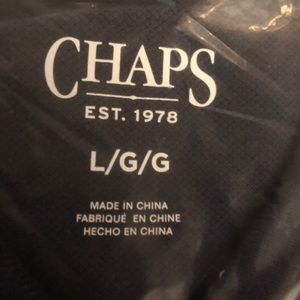 CHAPS
EST. 1978
L/G/G
MADE IN CHINA
FABRIQUÉ EN CHINE
HECHO EN CHINA